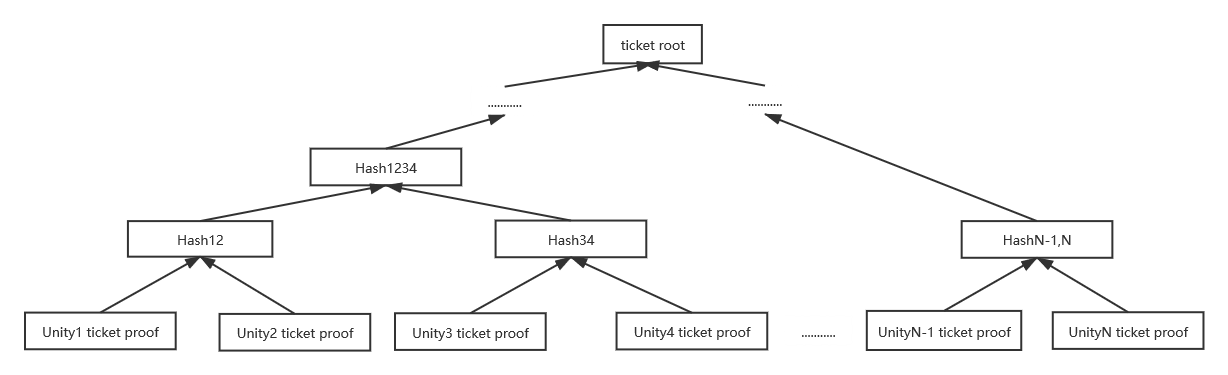 ticket root
...........
...........
Hash1234
Hash12
Hash34
HashN-1,N
Unity1 ticket proof
Unity2 ticket proof
Unity3 ticket proof
Unity4 ticket proof
...........
UnityN-1 ticket proof
UnityN ticket proof